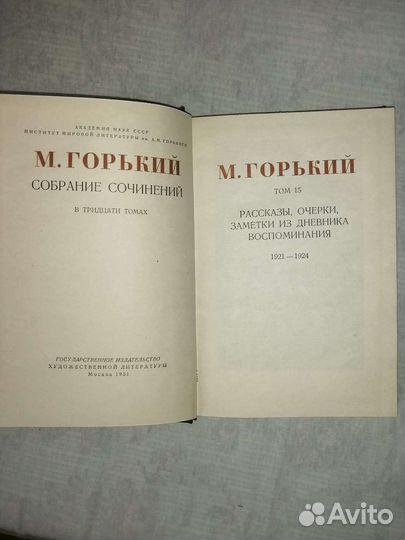 АКАДЕМИЯ НАУК СССР
ИНСТИТУТ МИРОВОЙ ЛИТЕРАТУРЫ им. А.М. ГОРЬКОГО
М. ГОРЬКИЙ
СОБРАНИЕ СОЧИНЕНИЙ
В ТРИДЦАТИ ТОМАХ
ГОСУДАРСТВЕННОЕ ИЗДАТЕЛЬСТВО
ХУДОЖЕСТВЕННОЙ ЛИТЕРАТУРЫ
Москва 1951
М. ГОРЬКИЙ
ТОМ 15
РАССКАЗЫ, ОЧЕРКИ,
ЗАМЕТКИ ИЗ ДНЕВНИКА
ВОСПОМИНАНИЯ
1921—1924
Avito